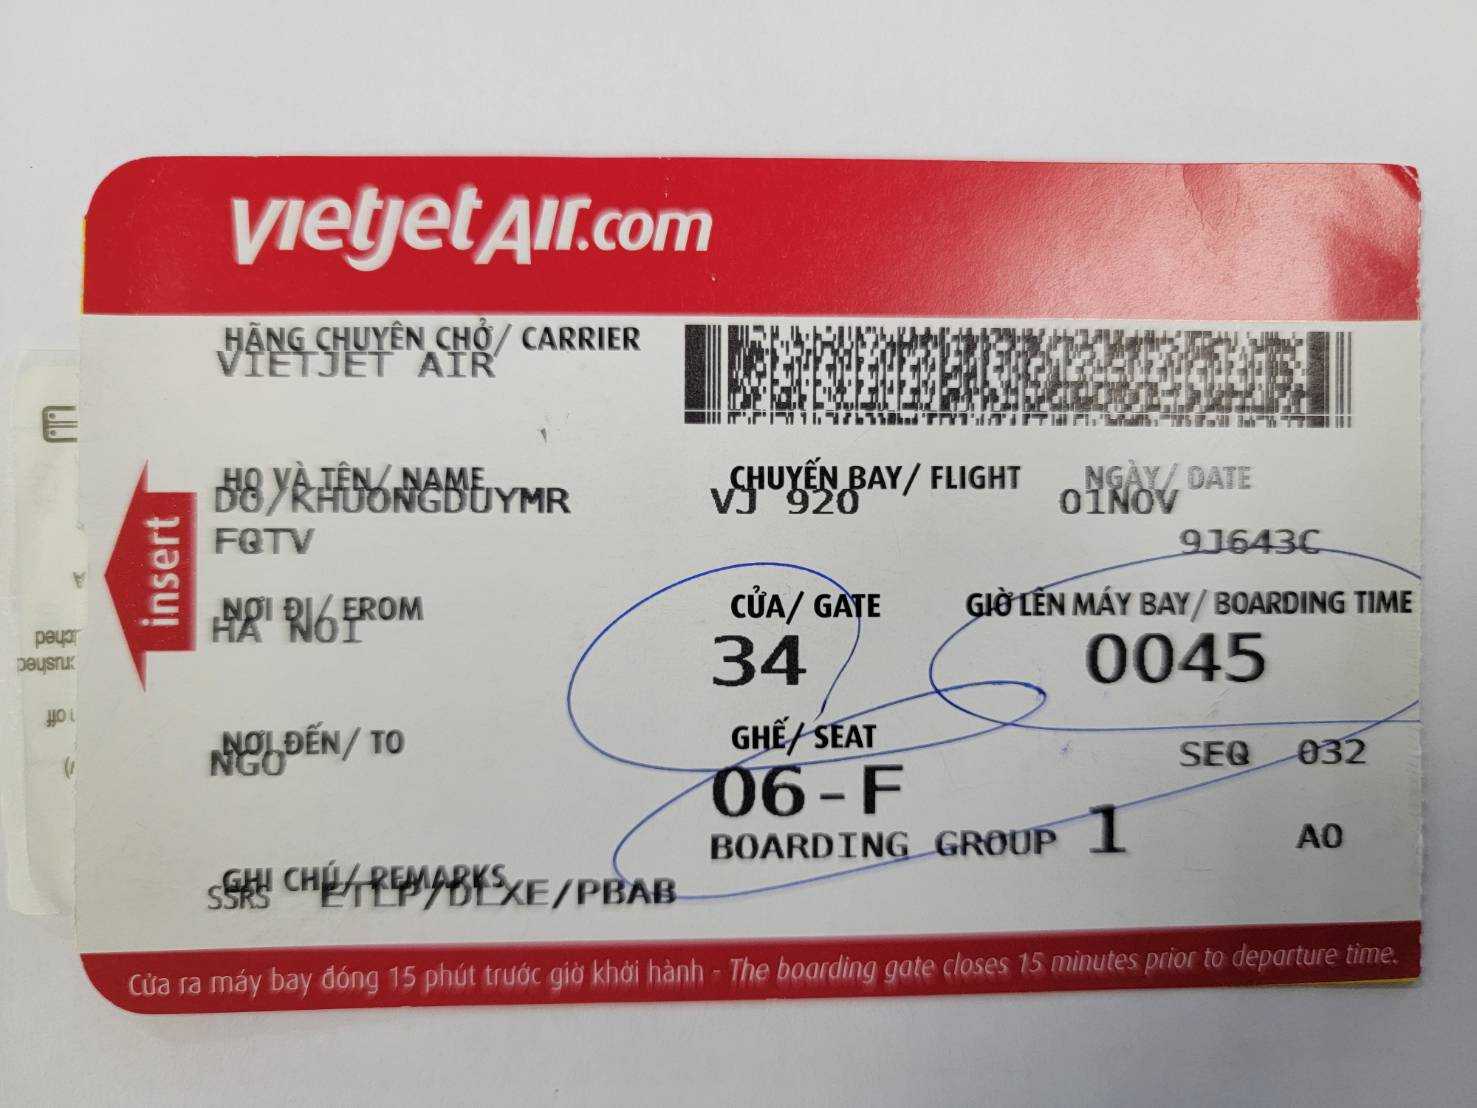 vietjetAir.com
HÃNG CHUYÊN CHỞ/ CARRIER
VIETJET AIR
HỌ VÀ TÊN/ NAME
DO/KHUONGDUYMR
CHUYẾN BAY/ FLIGHT
VJ 920
NGÀY/ DATE
01NOV
FQTV
9J643C
insert
NƠI ĐI/ FROM
HA NOI
CỬA/ GATE
34
GIỜ LÊN MÁY BAY/ BOARDING TIME
0045
NƠI ĐẾN/ TO
NGO
GHẾ/ SEAT
06-F
SEQ 032
BOARDING GROUP 1
A0
GHI CHÚ/ REMARKS
SSRS ETLP/DLXE/PBAB
Cửa ra máy bay đóng 15 phút trước giờ khởi hành - The boarding gate closes 15 minutes prior to departure time.